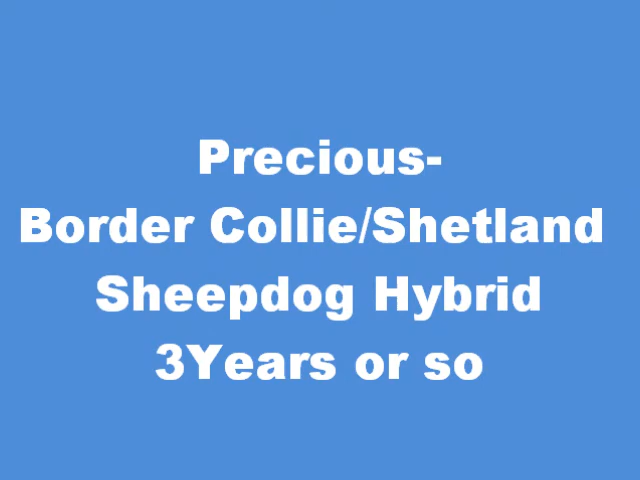 Precious-
Border Collie/Shetland
Sheepdog Hybrid
3Years or so